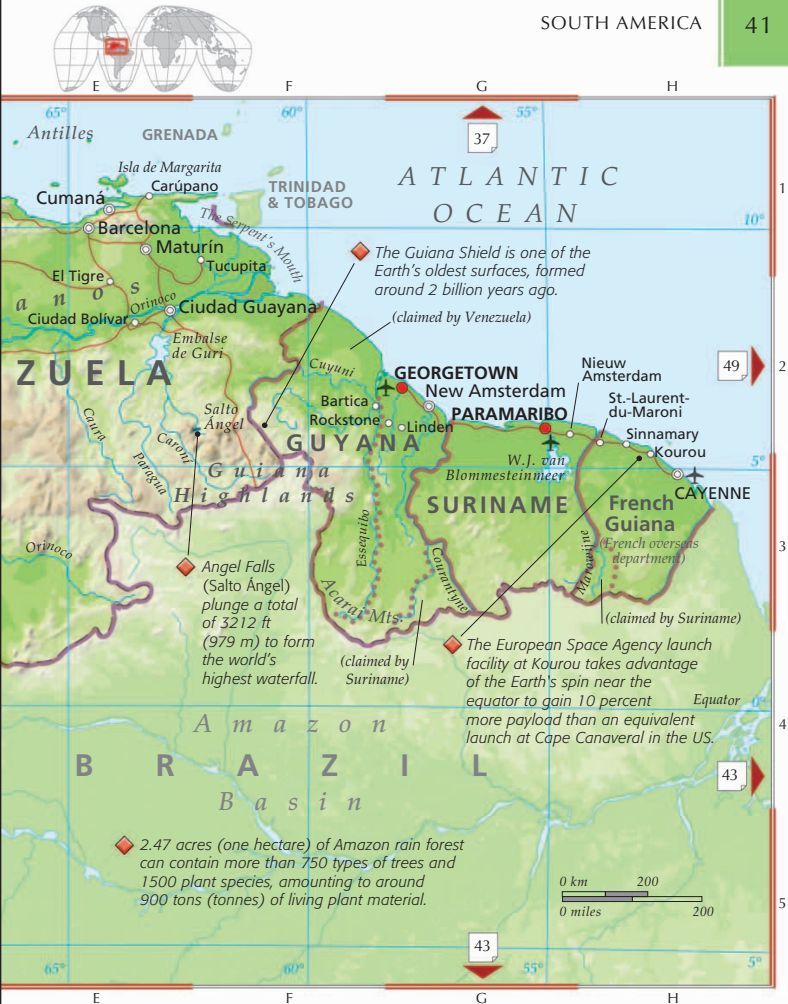 SOUTH AMERICA
41
E
F
G
H
65°
60°
55°
37
Antilles
GRENADA
Isla de Margarita
Carúpano
Cumaná
TRINIDAD
& TOBAGO
ATLANTIC
OCEAN
1
10°
Barcelona
The Serpent's Mouth
Maturín
Tucupita
El Tigre
anos
Orinoco
Ciudad Guayana
Ciudad Bolívar
The Guiana Shield is one of the
Earth's oldest surfaces, formed
around 2 billion years ago.
(claimed by Venezuela)
Embalse
de Guri
ZUELA
Cuyuni
GEORGETOWN
New Amsterdam
Nieuw
Amsterdam
49
2
Bartica
PARAMARIBO
St.-Laurent-
du-Maroni
Rockstone
Linden
Salto
Ángel
Caura
Caroní
Paragua
GUYANA
Sinnamary
Kourou
5°
Guiana
Highlands
W.J. van
Blommesteinmeer
CAYENNE
SURINAME
French
Guiana
(French overseas
department)
Orinoco
Essequibo
Courantyne
Maroni
3
Acarai Mts.
Angel Falls
(Salto Ángel)
plunge a total
of 3212 ft
(979 m) to form
the world's
highest waterfall.
(claimed by
Suriname)
(claimed by Suriname)
The European Space Agency launch
facility at Kourou takes advantage
of the Earth's spin near the
equator to gain 10 percent
more payload than an equivalent
launch at Cape Canaveral in the US.
Equator
0°
4
Amazon
BRAZIL
Basin
43
2.47 acres (one hectare) of Amazon rain forest
can contain more than 750 types of trees and
1500 plant species, amounting to around
900 tons (tonnes) of living plant material.
0 km 200
0 miles 200
5
43
65°
60°
55°
5°
E
F
G
H